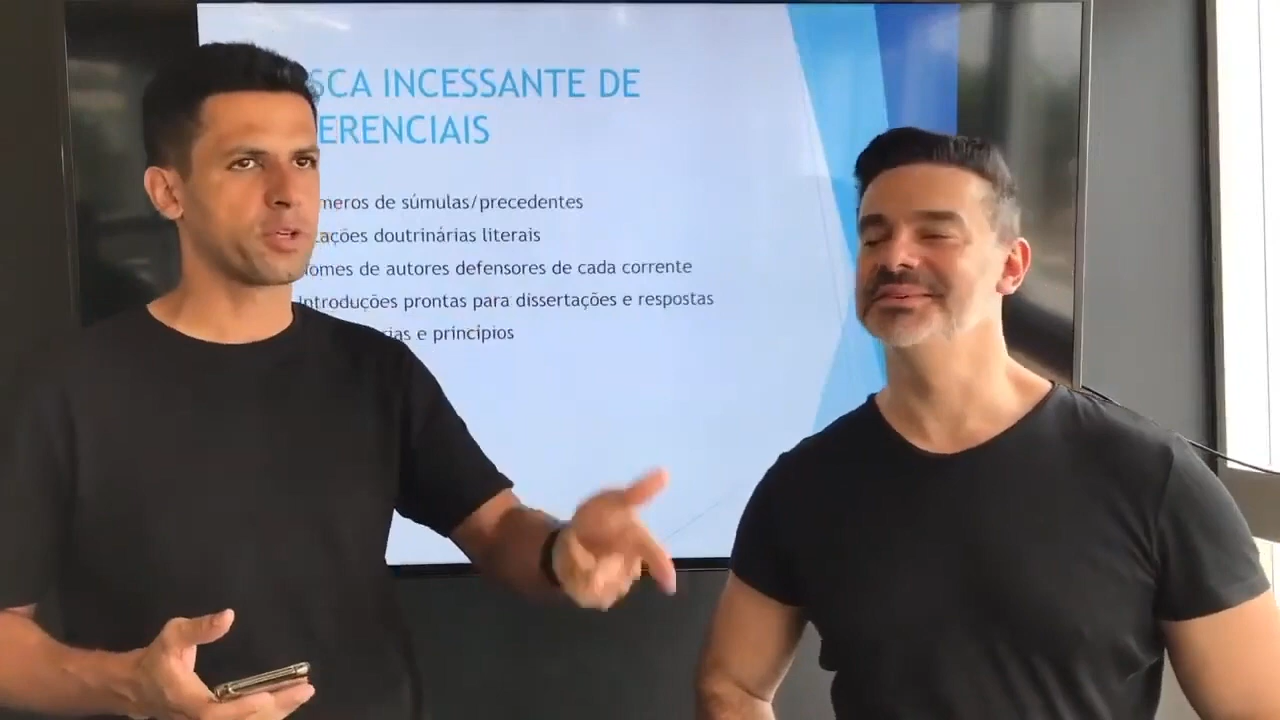 SCA INCESSANTE DE
ERENCIAIS
meros de súmulas/precedentes
tações doutrinárias literais
omes de autores defensores de cada corrente
Introduções prontas para dissertações e respostas
ias e princípios